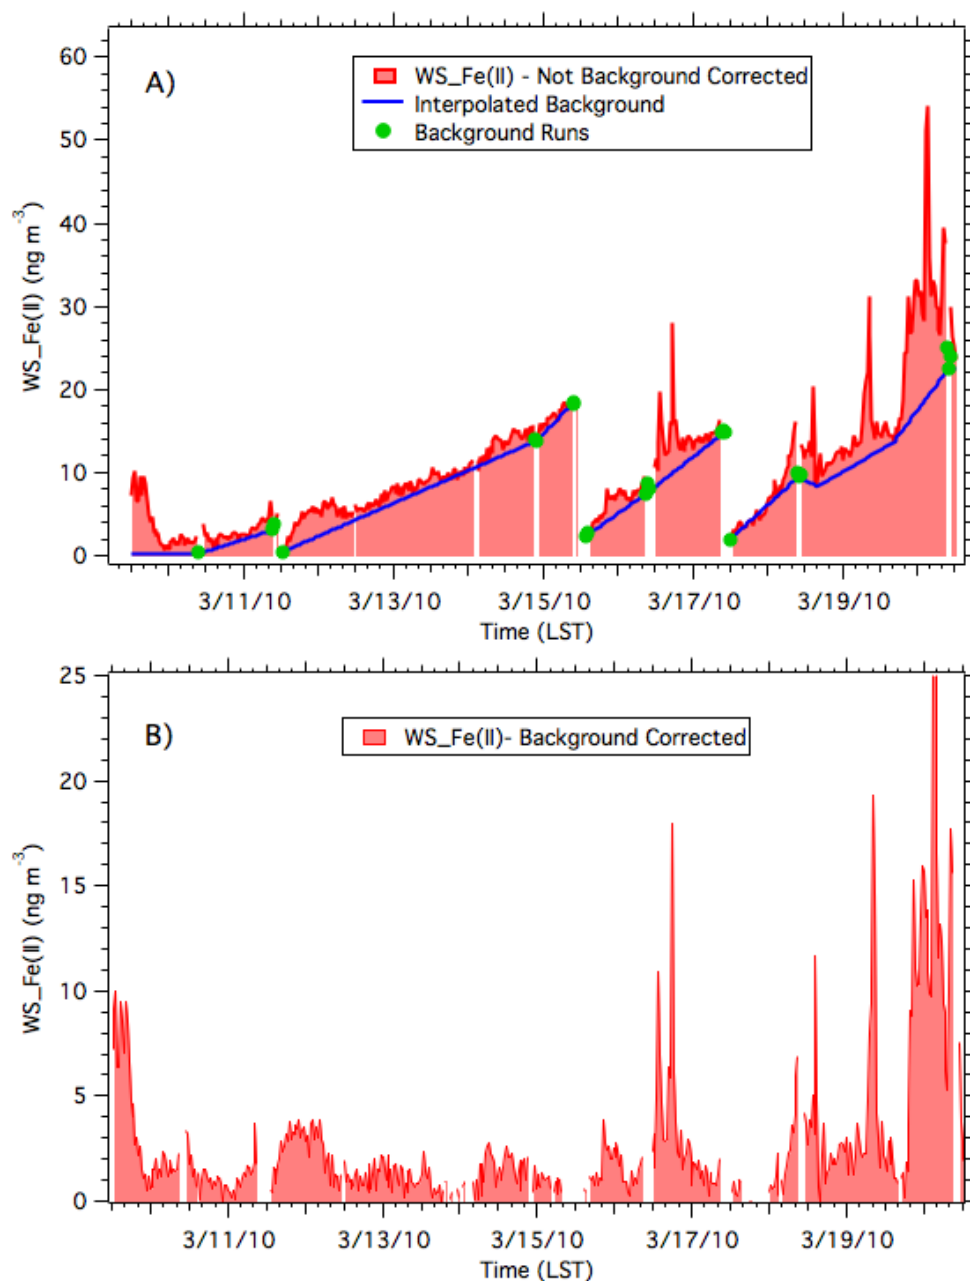 A)
WS_Fe(II) - Not Background Corrected
Interpolated Background
Background Runs
60
50
40
30
20
10
0
WS_Fe(II) (ng m⁻³)
3/11/10 3/13/10 3/15/10 3/17/10 3/19/10
Time (LST)
B)
WS_Fe(II)- Background Corrected
25
20
15
10
5
0
WS_Fe(II) (ng m⁻³)
3/11/10 3/13/10 3/15/10 3/17/10 3/19/10
Time (LST)